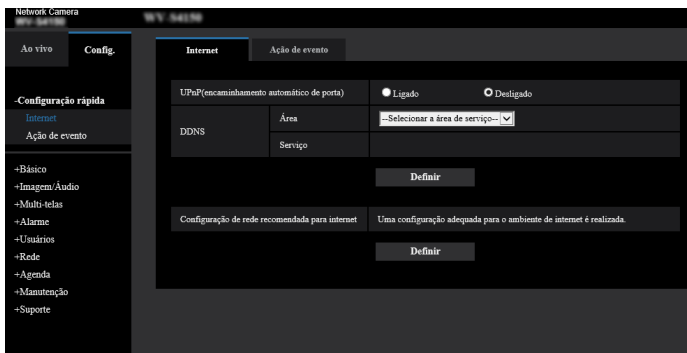 Network Camera
WV-S4150
WV-S4150
Ao vivo
Config.
-Configuração rápida
Internet
Ação de evento
+Básico
+Imagem/Áudio
+Multi-telas
+Alarme
+Usuários
+Rede
+Agenda
+Manutenção
+Suporte
Internet
Ação de evento
UPnP(encaminhamento automático de porta)
Ligado
Desligado
DDNS
Área
--Selecionar a área de serviço--
Serviço
Definir
Configuração de rede recomendada para internet
Uma configuração adequada para o ambiente de internet é realizada.
Definir